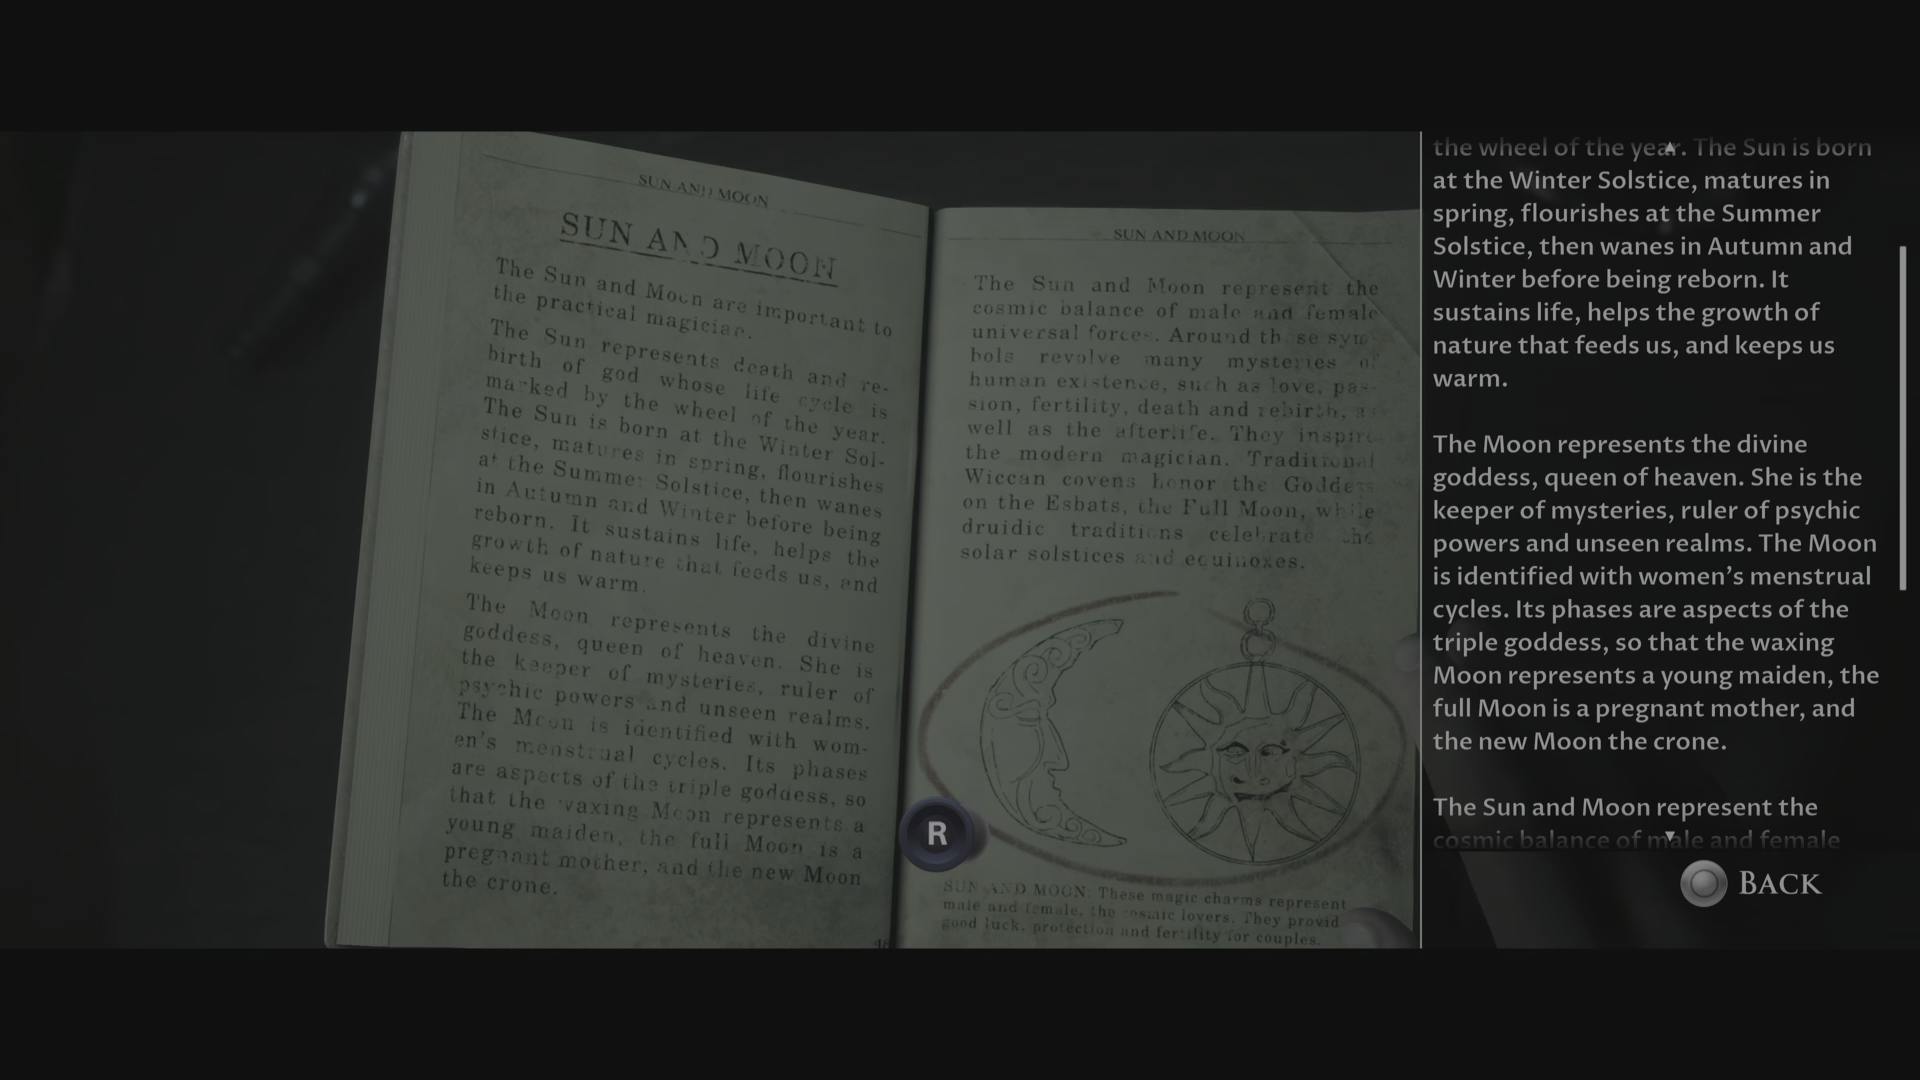 SUN AND MOON
SUN AND MOON
The Sun and Moon are important to
the practical magician.
The Sun represents death and re-
birth of god whose life cycle is
marked by the wheel of the year.
The Sun is born at the Winter Sol-
stice, matures in spring, flourishes
at the Summer Solstice, then wanes
in Autumn and Winter before being
reborn. It sustains life, helps the
growth of nature that feeds us, and
keeps us warm.
The Moon represents the divine
goddess, queen of heaven. She is
the keeper of mysteries, ruler of
psychic powers and unseen realms.
The Moon is identified with wom-
en's menstrual cycles. Its phases
are aspects of the triple goddess, so
that the waxing Moon represents a
young maiden, the full Moon is a
pregnant mother, and the new Moon
the crone.
48
SUN AND MOON
The Sun and Moon represent the
cosmic balance of male and female
universal forces. Around these sym-
bols revolve many mysteries of
human existence, such as love, pas-
sion, fertility, death and rebirth, as
well as the afterlife. They inspire
the modern magician. Traditional
Wiccan covens honor the Goddess
on the Esbats, the Full Moon, while
druidic traditions celebrate the
solar solstices and equinoxes.
SUN AND MOON: These magic charms represent
male and female, the cosmic lovers. They provid
good luck, protection and fertility for couples.
R
the wheel of the year. The Sun is born
at the Winter Solstice, matures in
spring, flourishes at the Summer
Solstice, then wanes in Autumn and
Winter before being reborn. It
sustains life, helps the growth of
nature that feeds us, and keeps us
warm.
The Moon represents the divine
goddess, queen of heaven. She is the
keeper of mysteries, ruler of psychic
powers and unseen realms. The Moon
is identified with women's menstrual
cycles. Its phases are aspects of the
triple goddess, so that the waxing
Moon represents a young maiden, the
full Moon is a pregnant mother, and
the new Moon the crone.
The Sun and Moon represent the
cosmic balance of male and female
BACK